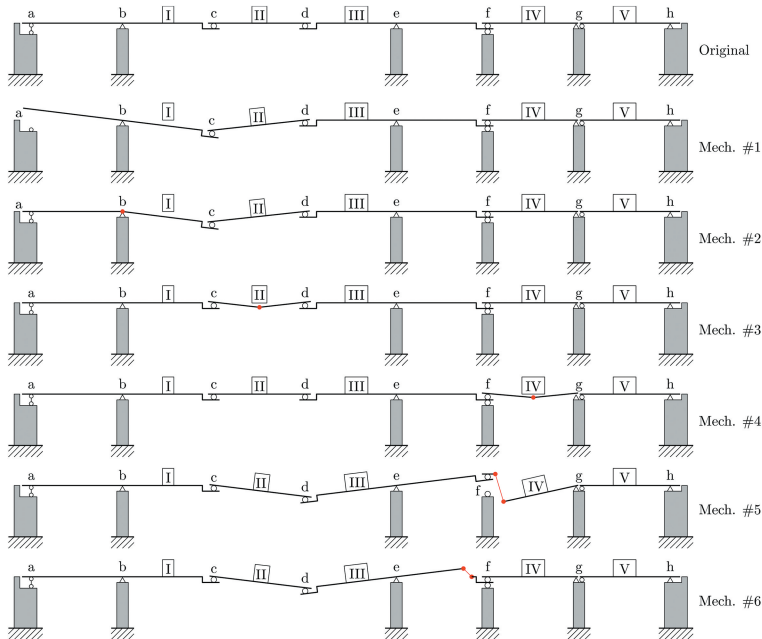 a b I c II d III e f IV g V h
Original
a b I c II d III e f IV g V h
Mech. #1
a b I c II d III e f IV g V h
Mech. #2
a b I c II d III e f IV g V h
Mech. #3
a b I c II d III e f IV g V h
Mech. #4
a b I c II d III e f f IV g V h
Mech. #5
a b I c II d III e f IV g V h
Mech. #6